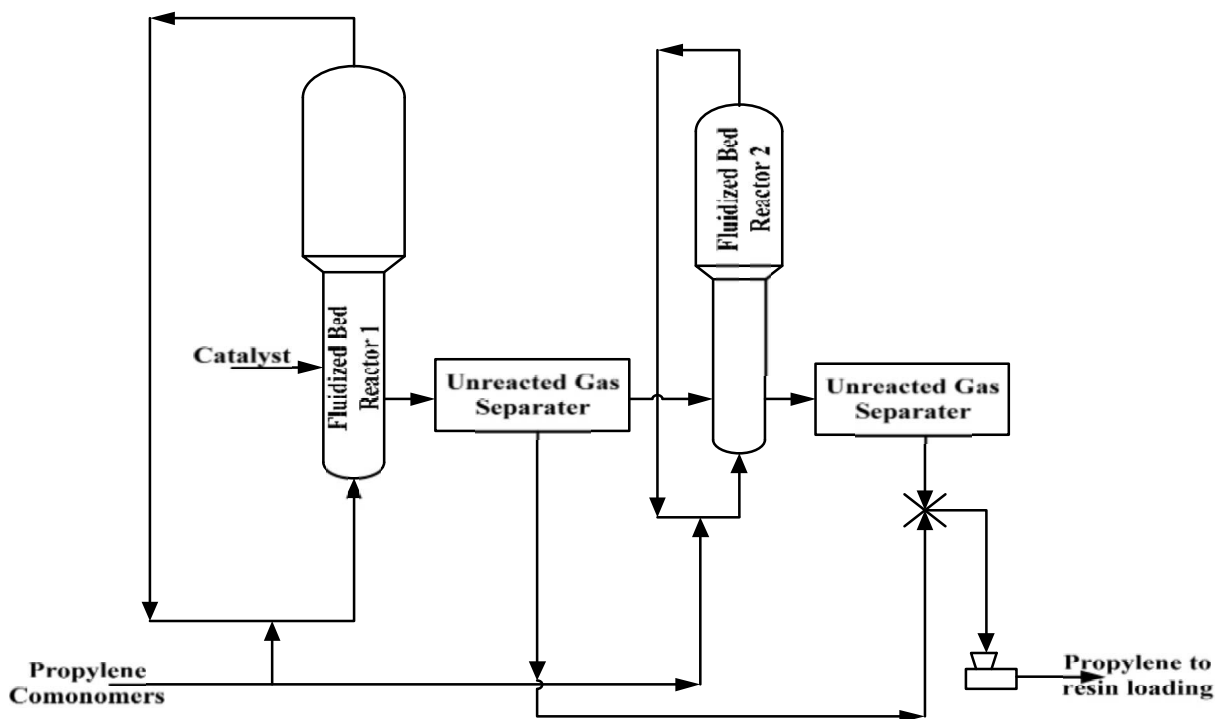 Fluidized Bed
Reactor 1
Fluidized Bed
Reactor 2
Catalyst
Unreacted Gas
Separater
Unreacted Gas
Separater
Propylene
Comonomers
Propylene to
resin loading